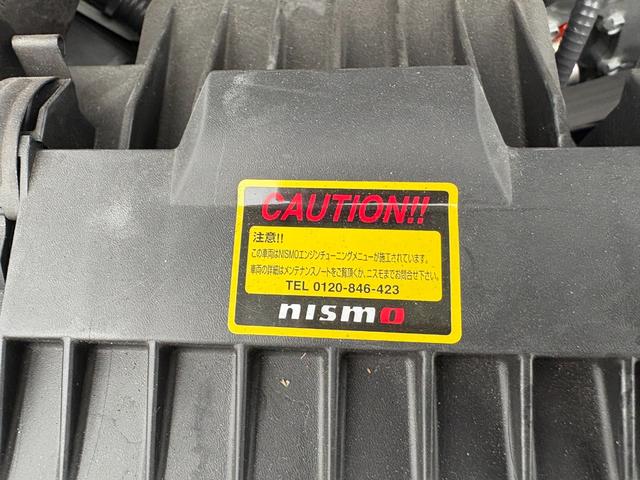 CAUTION!!
注意!!
この車両はNISMOエンジンチューニングメニューが施工されています。
車両の詳細はメンテナンスノートをご覧頂くか、ニスモまでお問合せ下さい。
TEL 0120-846-423
nismo